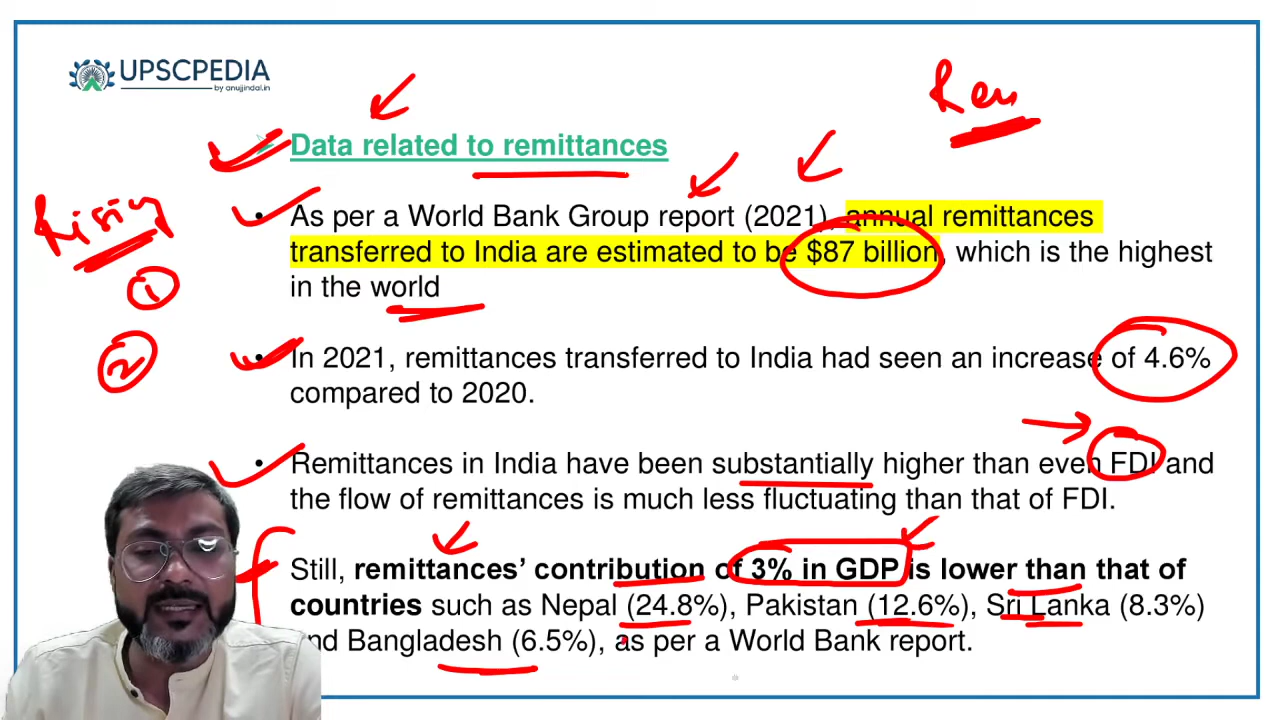 UPSCPEDIA
by anujjindal.in
Rem
Data related to remittances
Rising
• As per a World Bank Group report (2021), annual remittances
transferred to India are estimated to be $87 billion, which is the highest
in the world
1
2
• In 2021, remittances transferred to India had seen an increase of 4.6%
compared to 2020.
• Remittances in India have been substantially higher than even FDI and
the flow of remittances is much less fluctuating than that of FDI.
Still, remittances’ contribution of 3% in GDP is lower than that of
countries such as Nepal (24.8%), Pakistan (12.6%), Sri Lanka (8.3%)
nd Bangladesh (6.5%), as per a World Bank report.